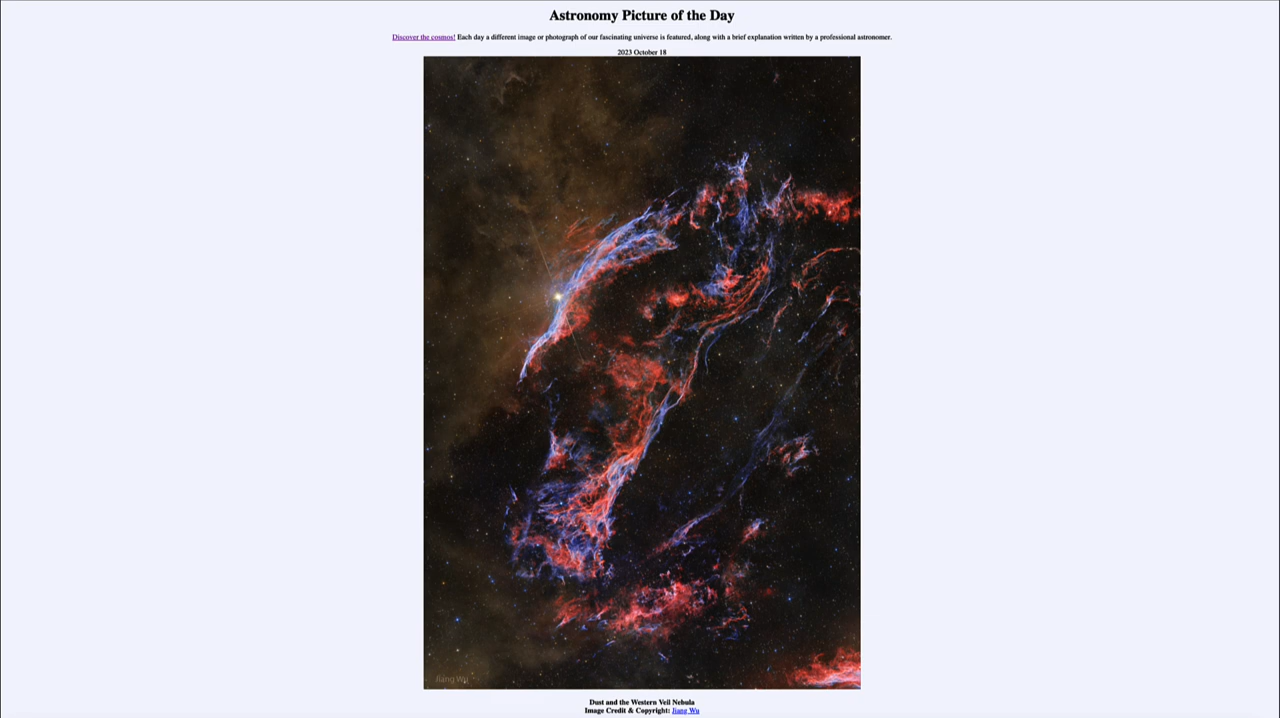 Astronomy Picture of the Day
Discover the cosmos! Each day a different image or photograph of our fascinating universe is featured, along with a brief explanation written by a professional astronomer.
2023 October 18
Jiang Wu
Dust and the Western Veil Nebula
Image Credit & Copyright: Jiang Wu